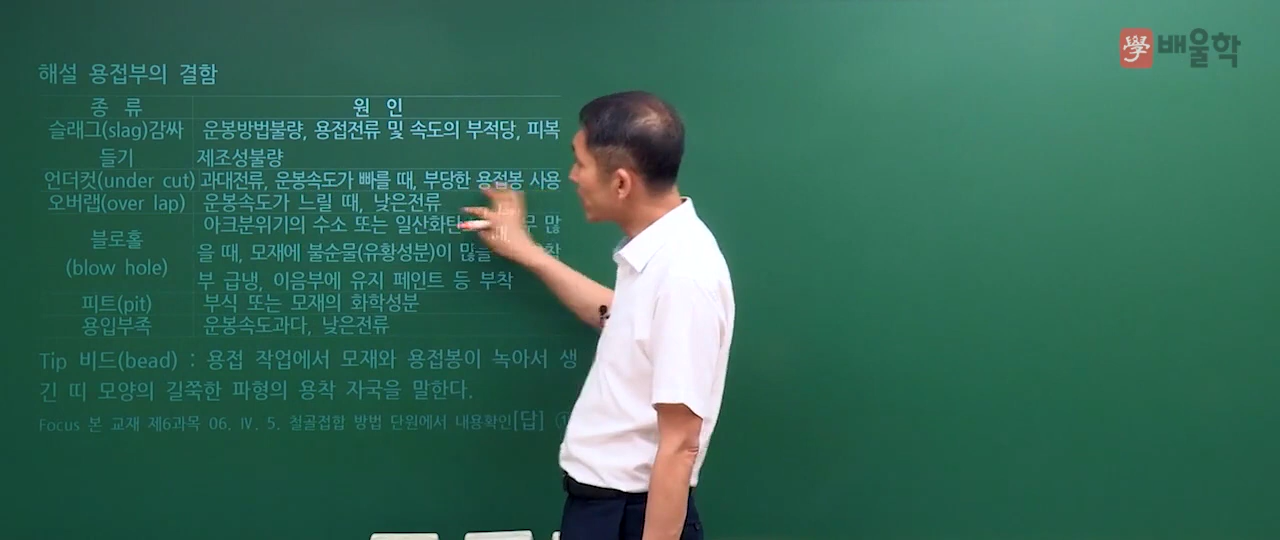 學 배울학
해설 용접부의 결함
종 류 원 인
슬래그(slag)감싸 운봉방법불량, 용접전류 및 속도의 부적당, 피복
들기 제조성불량
언더컷(under cut) 과대전류, 운봉속도가 빠를 때, 부당한 용접봉 사용
오버랩(over lap) 운봉속도가 느릴 때, 낮은전류
아크분위기의 수소 또는 일산화탄 많
블로홀
을 때, 모재에 불순물(유황성분)이 많을
(blow hole)
부 급냉, 이음부에 유지 페인트 등 부착
피트(pit) 부식 또는 모재의 화학성분
용입부족 운봉속도과다, 낮은전류
Tip 비드(bead) : 용접 작업에서 모재와 용접봉이 녹아서 생
긴 띠 모양의 길쭉한 파형의 용착 자국을 말한다.
Focus 본 교재 제6과목 06. Ⅳ. 5. 철골접합 방법 단원에서 내용확인[답]